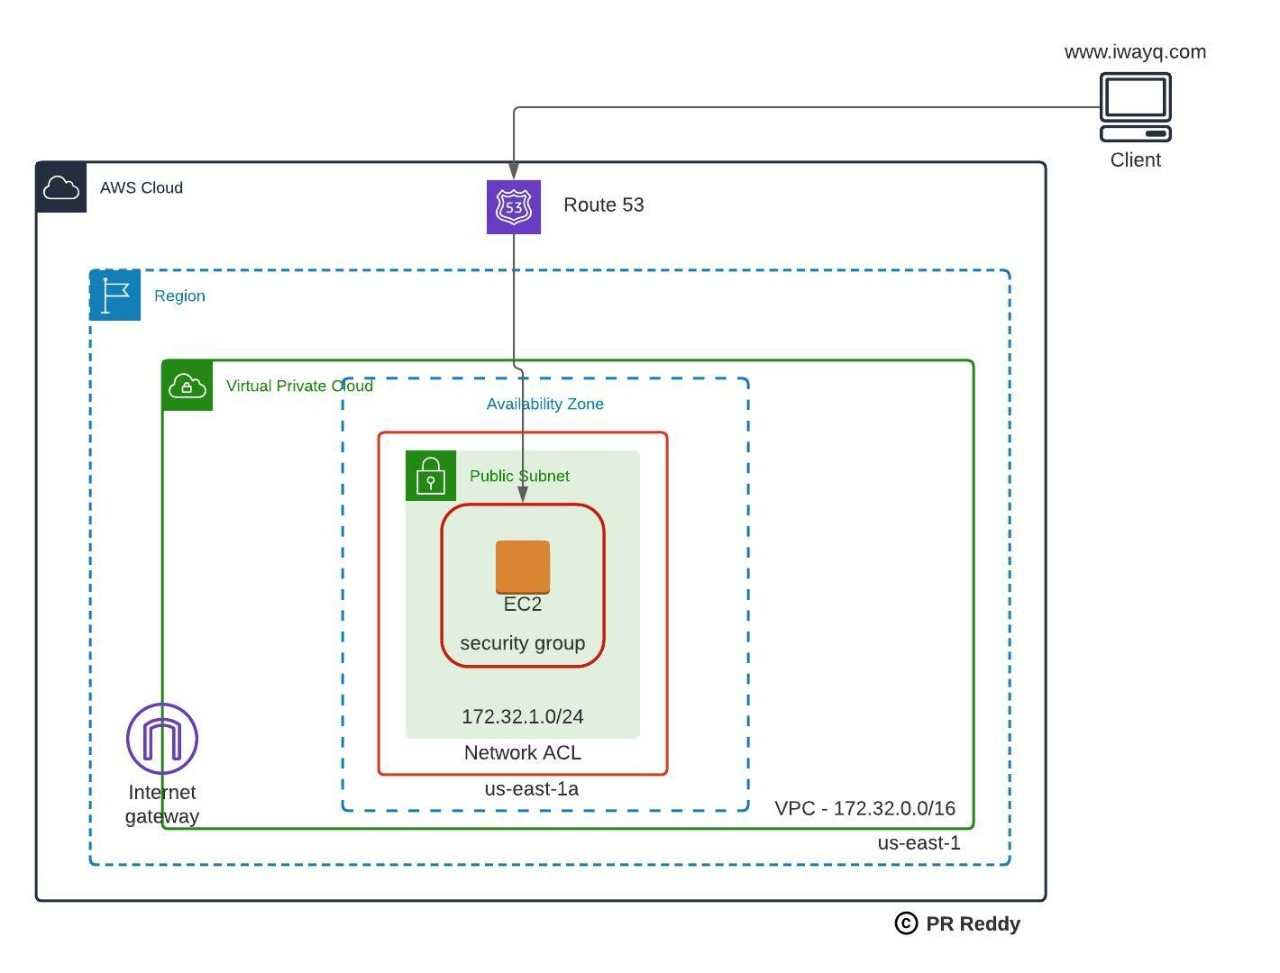 www.iwayq.com
Client
AWS Cloud
53
Route 53
Region
Virtual Private Cloud
Availability Zone
Public Subnet
EC2
security group
172.32.1.0/24
Network ACL
us-east-1a
Internet
gateway
VPC - 172.32.0.0/16
us-east-1
© PR Reddy